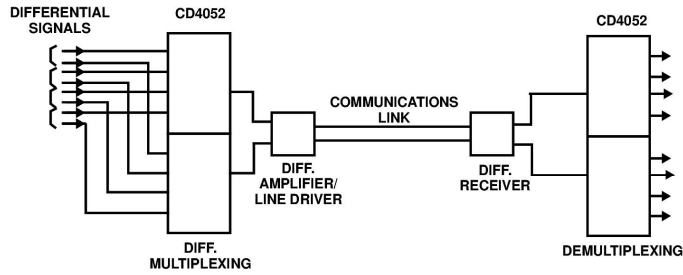 DIFFERENTIAL
SIGNALS
CD4052
CD4052
COMMUNICATIONS
LINK
DIFF.
AMPLIFIER/
LINE DRIVER
DIFF.
RECEIVER
DIFF.
MULTIPLEXING
DEMULTIPLEXING